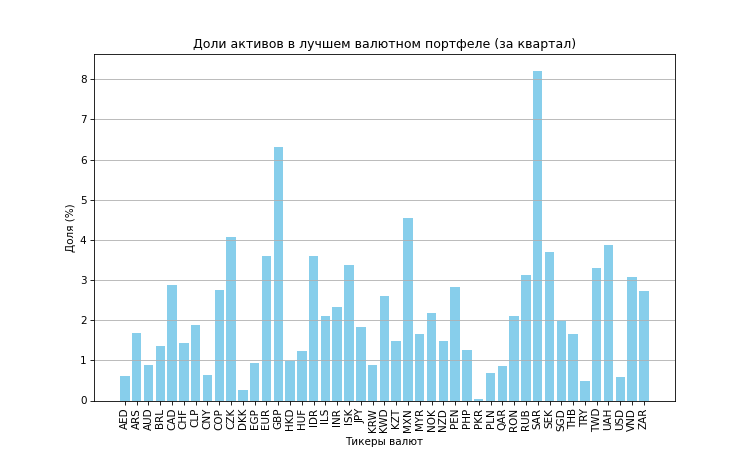 Доли активов в лучшем валютном портфеле (за квартал)
Доля (%)
8
7
6
5
4
3
2
1
0
AED ARS AUD BRL CAD CHF CLP CNY COP CZK DKK EGP EUR GBP HKD HUF IDR ILS INR ISK JPY KRW KWD KZT MXN MYR NOK NZD PEN PHP PKR PLN QAR RON RUB SAR SEK SGD THB TRY TWD UAH USD VND ZAR
Тикеры валют